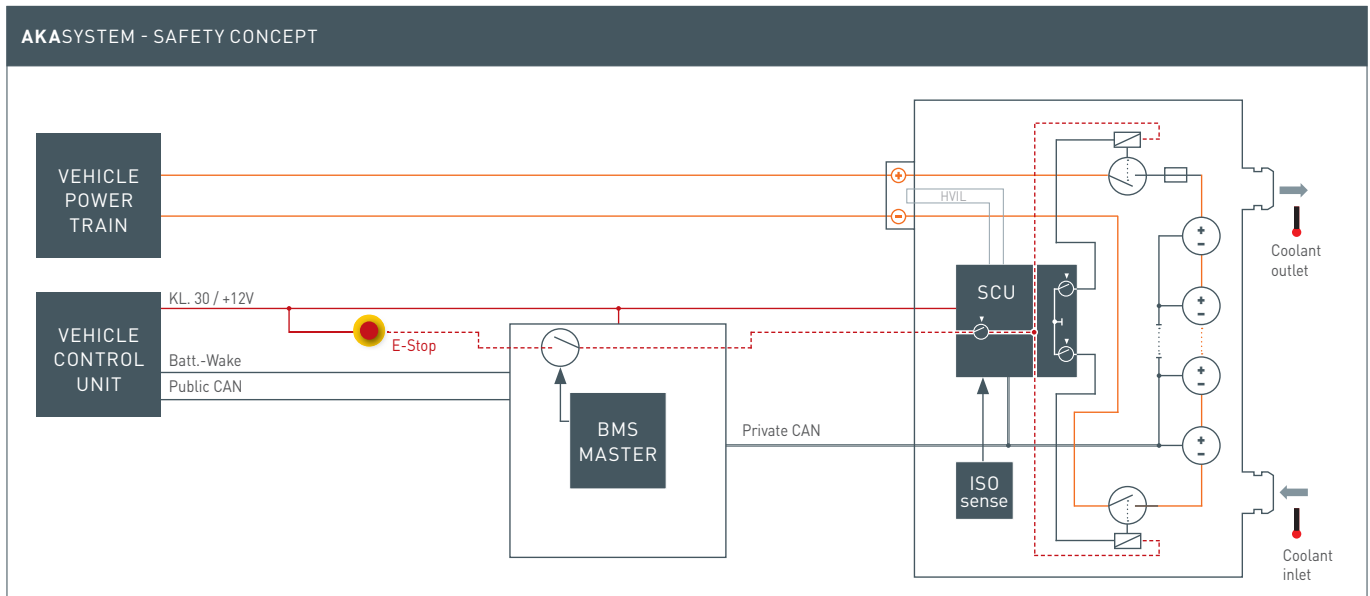 AKASYSTEM - SAFETY CONCEPT
VEHICLE
POWER
TRAIN
+
-
HVIL
VEHICLE
CONTROL
UNIT
KL. 30 / +12V
E-Stop
Batt.-Wake
Public CAN
BMS
MASTER
Private CAN
SCU
ISO
sense
+
-
+
-
+
-
+
-
Coolant
outlet
Coolant
inlet